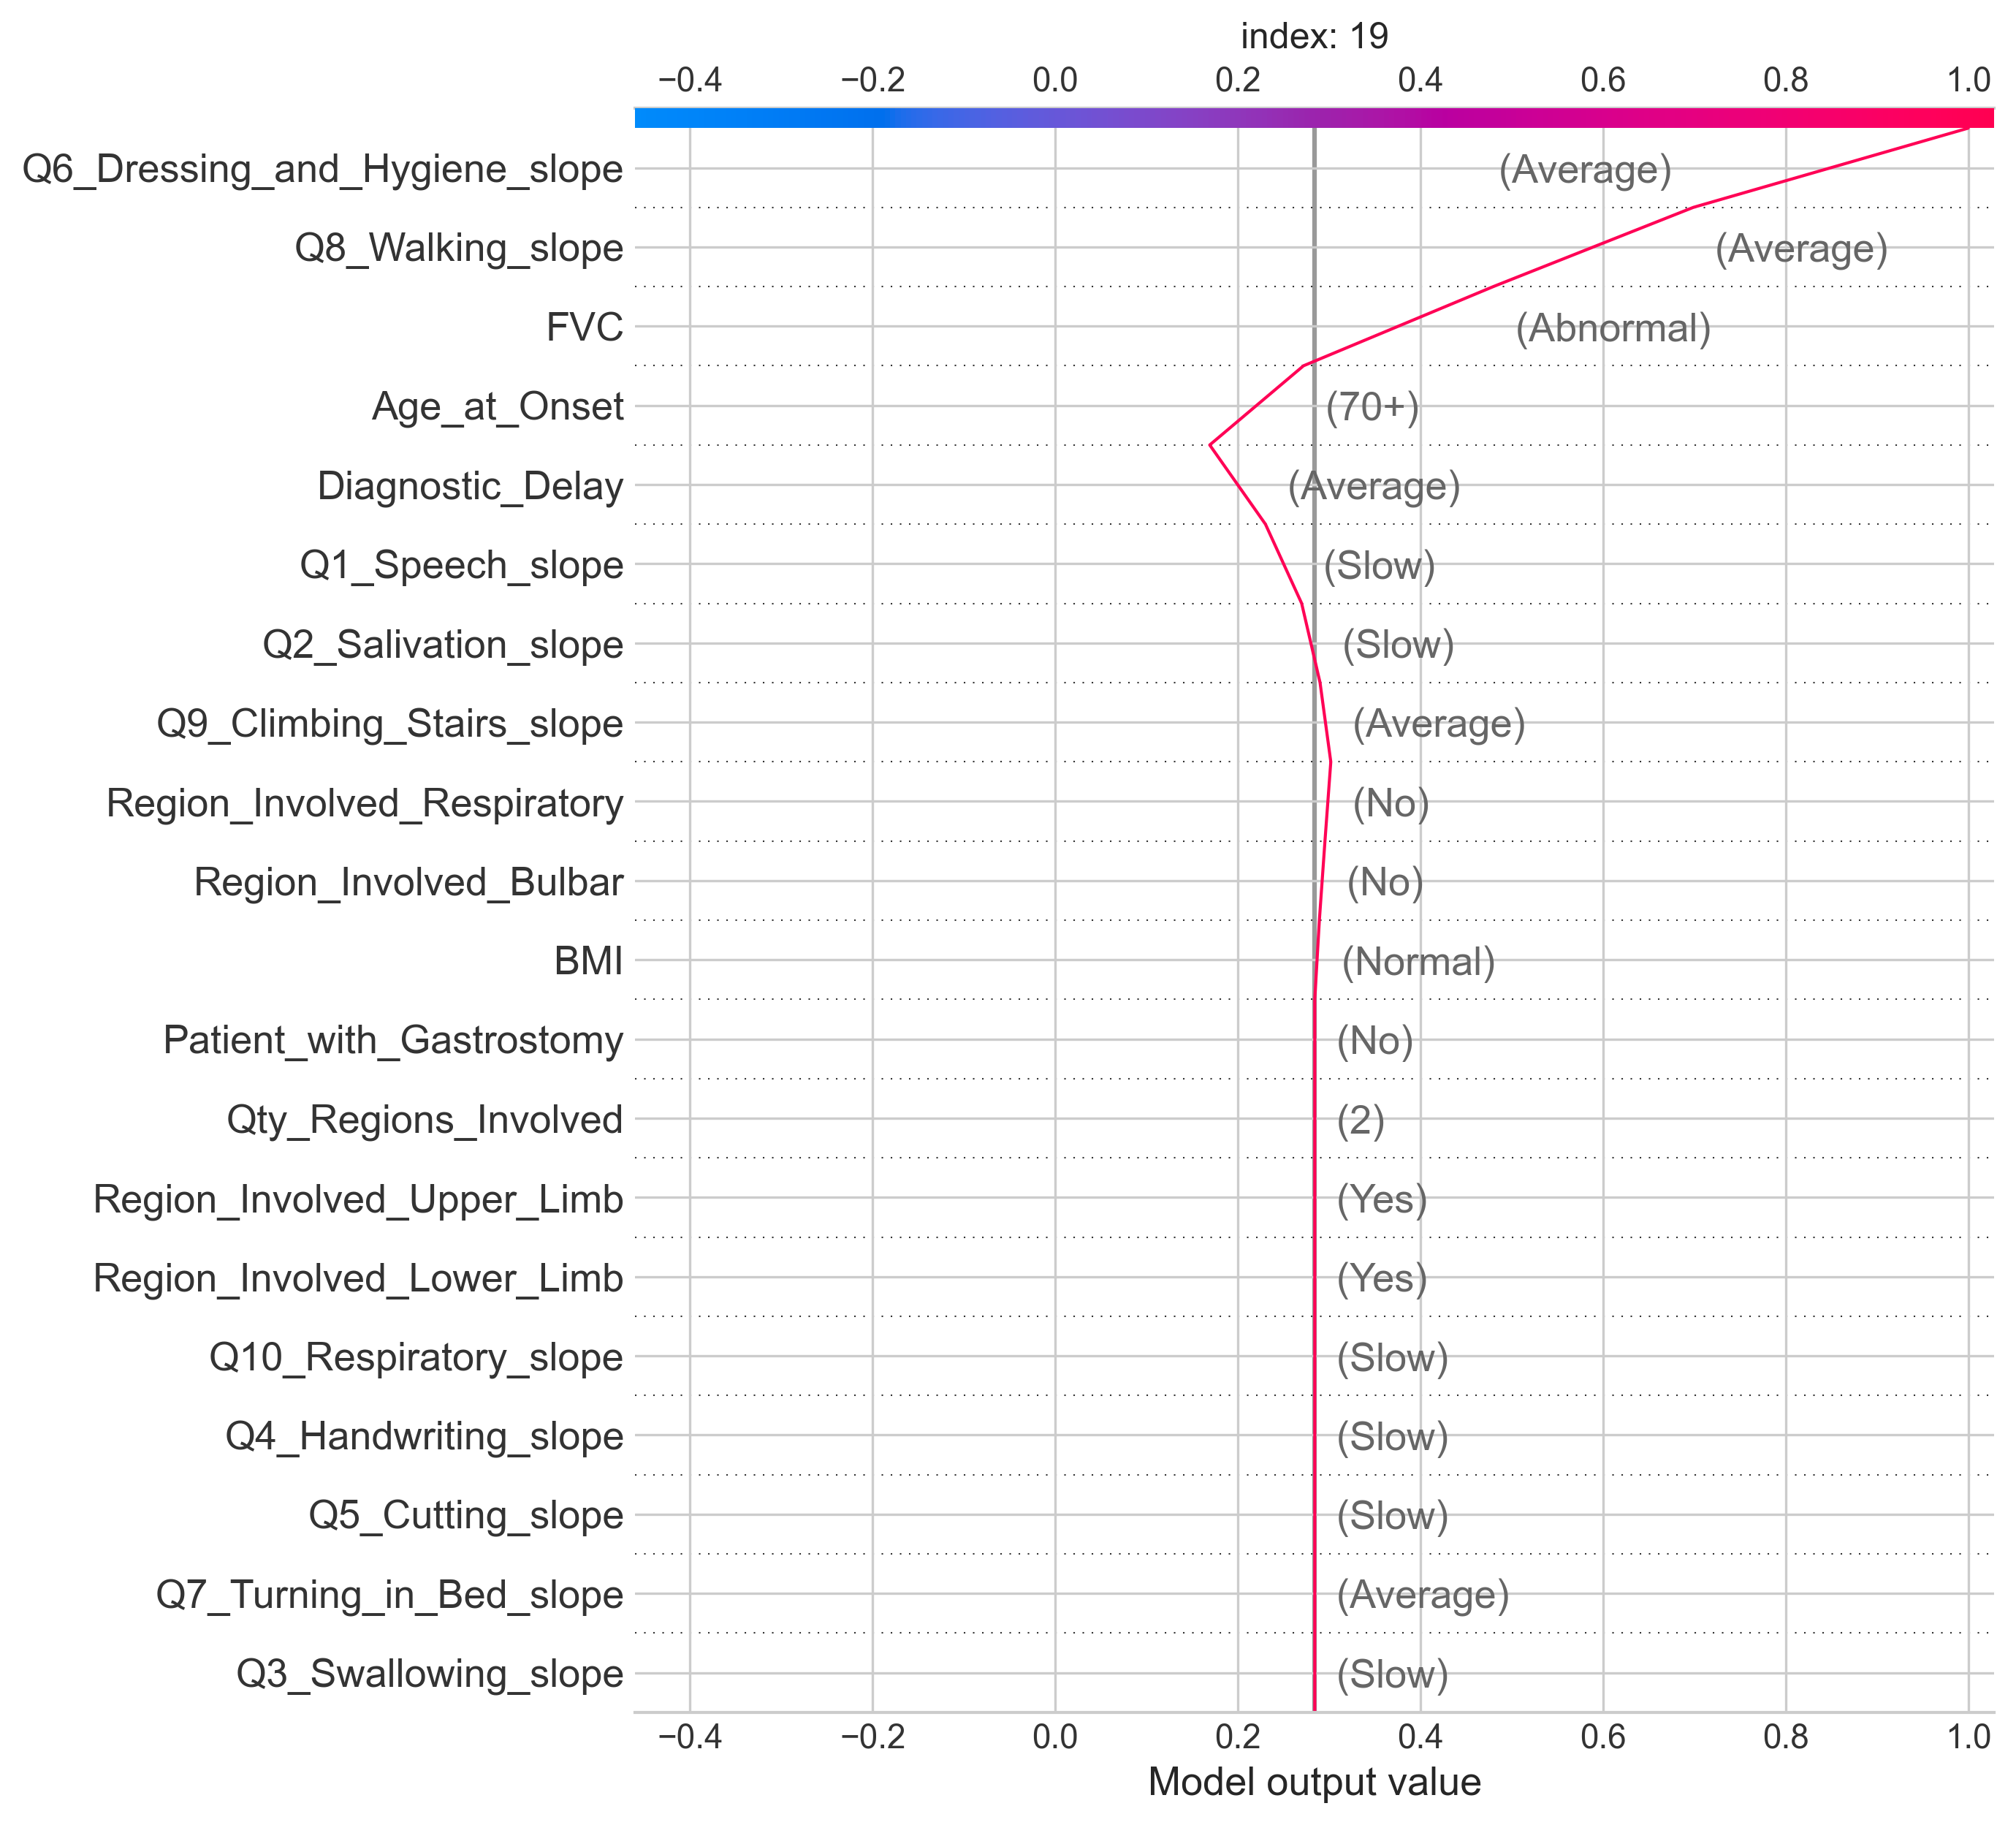 index: 19
−0.4 −0.2 0.0 0.2 0.4 0.6 0.8 1.0
Q6_Dressing_and_Hygiene_slope (Average)
Q8_Walking_slope (Average)
FVC (Abnormal)
Age_at_Onset (70+)
Diagnostic_Delay (Average)
Q1_Speech_slope (Slow)
Q2_Salivation_slope (Slow)
Q9_Climbing_Stairs_slope (Average)
Region_Involved_Respiratory (No)
Region_Involved_Bulbar (No)
BMI (Normal)
Patient_with_Gastrostomy (No)
Qty_Regions_Involved (2)
Region_Involved_Upper_Limb (Yes)
Region_Involved_Lower_Limb (Yes)
Q10_Respiratory_slope (Slow)
Q4_Handwriting_slope (Slow)
Q5_Cutting_slope (Slow)
Q7_Turning_in_Bed_slope (Average)
Q3_Swallowing_slope (Slow)
−0.4 −0.2 0.0 0.2 0.4 0.6 0.8 1.0
Model output value